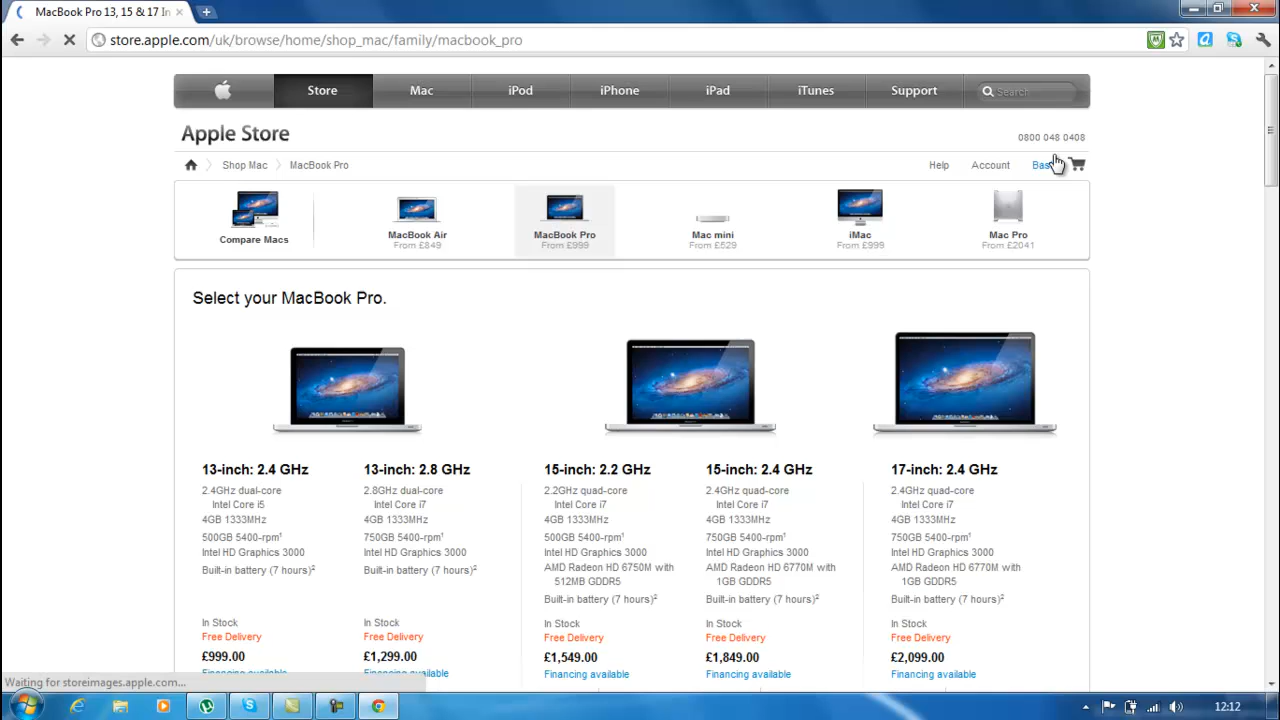 MacBook Pro 13, 15 & 17 In
store.apple.com/uk/browse/home/shop_mac/family/macbook_pro
Store Mac iPod iPhone iPad iTunes Support Search
Apple Store
0800 048 0408
Shop Mac MacBook Pro Help Account
Compare Macs
MacBook Air
From £849
MacBook Pro
From £999
Mac mini
From £529
iMac
From £999
Mac Pro
From £2041
Select your MacBook Pro.
13-inch: 2.4 GHz
2.4GHz dual-core
Intel Core i5
4GB 1333MHz
500GB 5400-rpm¹
Intel HD Graphics 3000
Built-in battery (7 hours)²
In Stock
Free Delivery
£999.00
Financing available
13-inch: 2.8 GHz
2.8GHz dual-core
Intel Core i7
4GB 1333MHz
750GB 5400-rpm¹
Intel HD Graphics 3000
Built-in battery (7 hours)²
In Stock
Free Delivery
£1,299.00
Financing available
15-inch: 2.2 GHz
2.2GHz quad-core
Intel Core i7
4GB 1333MHz
500GB 5400-rpm¹
Intel HD Graphics 3000
AMD Radeon HD 6750M with
512MB GDDR5
Built-in battery (7 hours)²
In Stock
Free Delivery
£1,549.00
Financing available
15-inch: 2.4 GHz
2.4GHz quad-core
Intel Core i7
4GB 1333MHz
750GB 5400-rpm¹
Intel HD Graphics 3000
AMD Radeon HD 6770M with
1GB GDDR5
Built-in battery (7 hours)²
In Stock
Free Delivery
£1,849.00
Financing available
17-inch: 2.4 GHz
2.4GHz quad-core
Intel Core i7
4GB 1333MHz
750GB 5400-rpm¹
Intel HD Graphics 3000
AMD Radeon HD 6770M with
1GB GDDR5
Built-in battery (7 hours)²
In Stock
Free Delivery
£2,099.00
Financing available
Waiting for storeimages.apple.com...
12:12